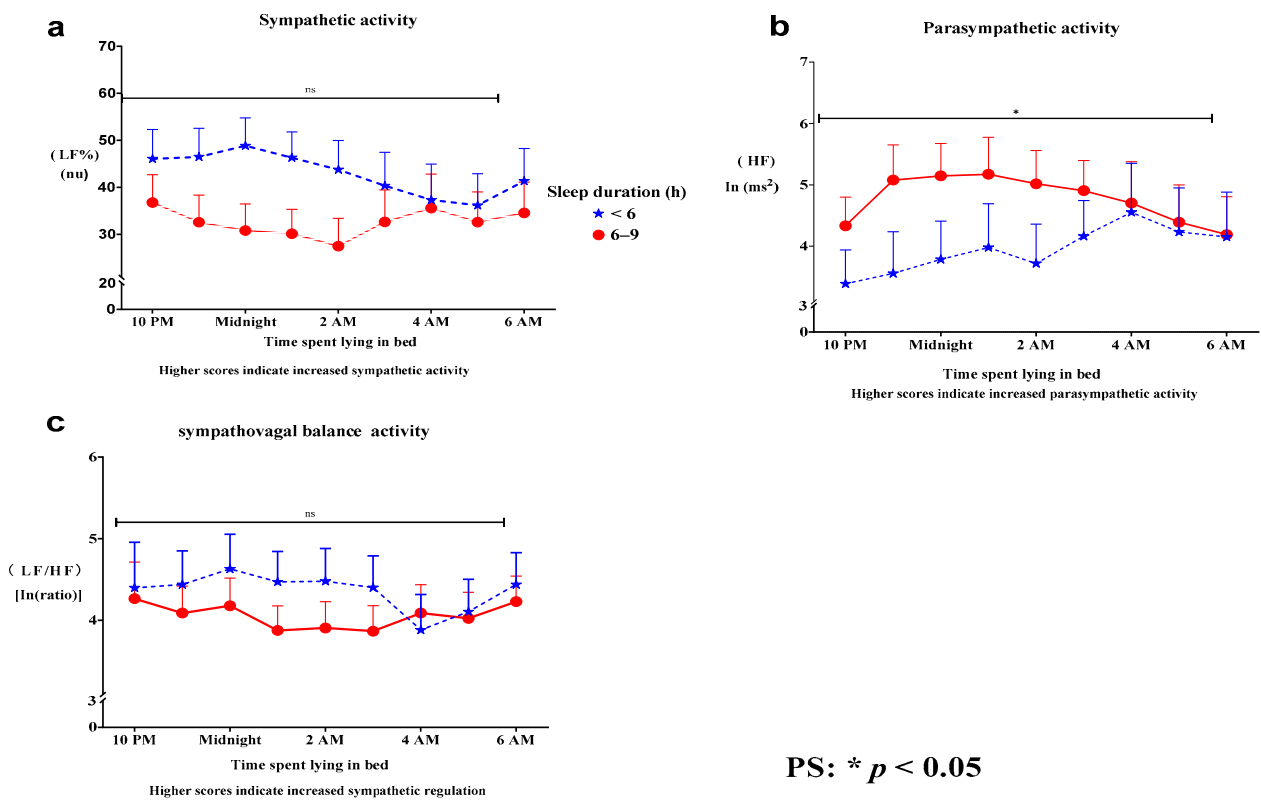 a
Sympathetic activity
70
60
ns
50
( LF%)
(nu)
40
30
20
0
10 PM Midnight 2 AM 4 AM 6 AM
Time spent lying in bed
Higher scores indicate increased sympathetic activity
Sleep duration (h)
< 6
6–9
b
Parasympathetic activity
7
6
*
( HF)
In (ms²)
5
4
3
0
10 PM Midnight 2 AM 4 AM 6 AM
Time spent lying in bed
Higher scores indicate increased parasympathetic activity
c
sympathovagal balance activity
6
ns
5
( LF/HF)
[In(ratio)]
4
3
0
10 PM Midnight 2 AM 4 AM 6 AM
Time spent lying in bed
Higher scores indicate increased sympathetic regulation
PS: * p < 0.05